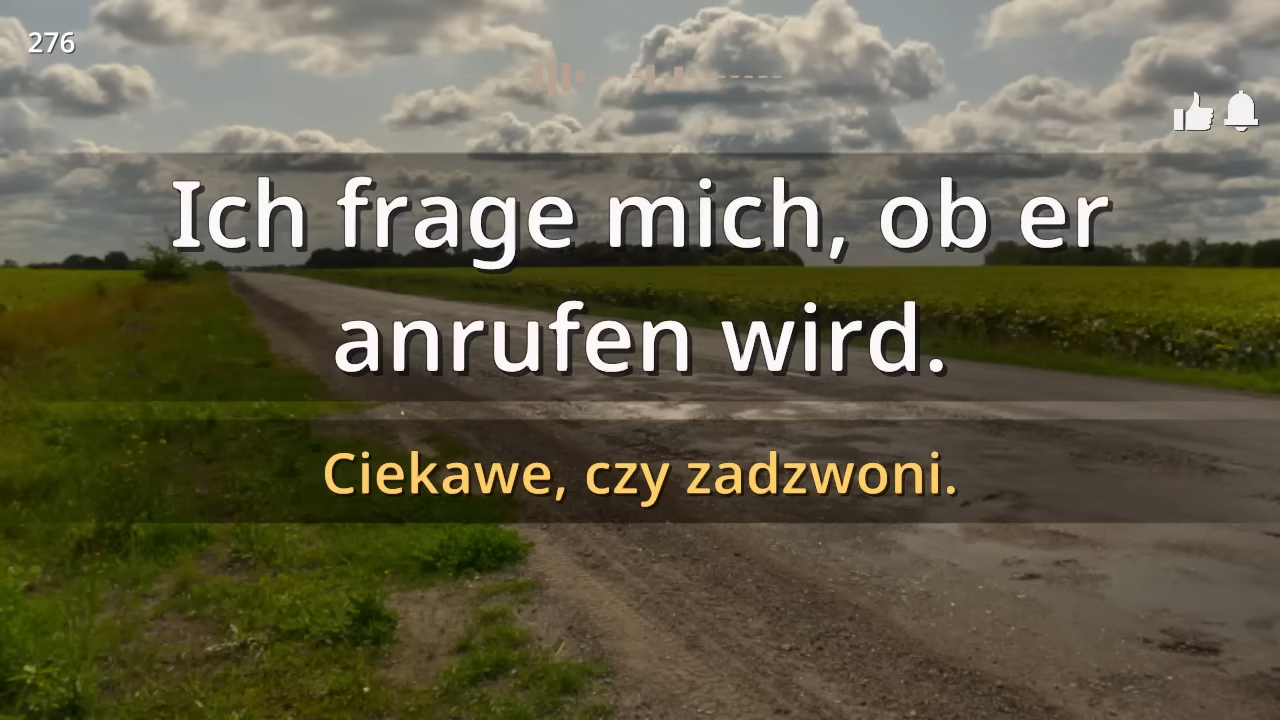 276
Ich frage mich, ob er
anrufen wird.
Ciekawe, czy zadzwoni.